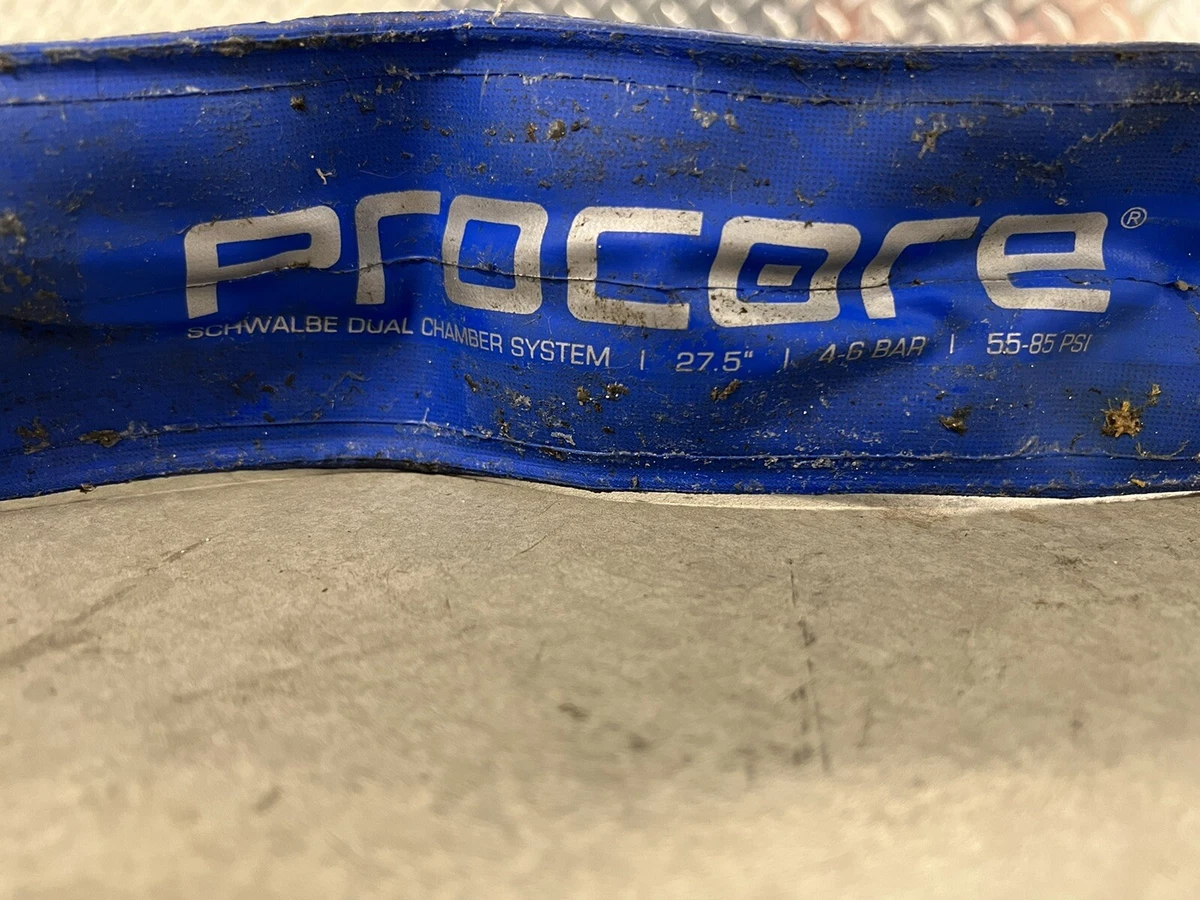 Procore®
SCHWALBE DUAL CHAMBER SYSTEM | 27.5“ | 4-6 BAR | 55-85 PSI